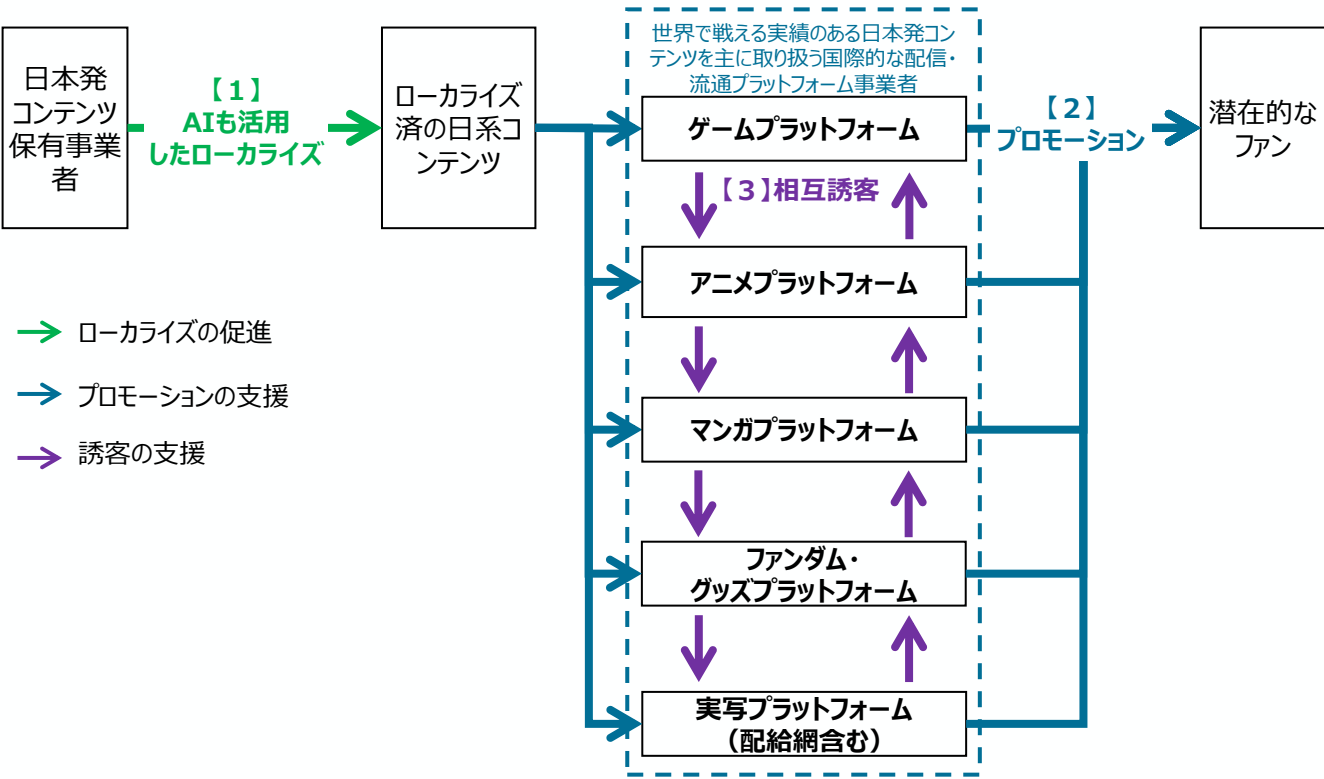 日本発
コンテンツ
保有事業
者
【１】
AIも活用
したローカライズ
ローカライズ
済の日系コ
ンテンツ
世界で戦える実績のある日本発コン
テンツを主に取り扱う国際的な配信・
流通プラットフォーム事業者
ゲームプラットフォーム
【３】相互誘客
アニメプラットフォーム
マンガプラットフォーム
ファンダム・
グッズプラットフォーム
実写プラットフォーム
（配給網含む）
【２】
プロモーション
潜在的な
ファン
ローカライズの促進
プロモーションの支援
誘客の支援